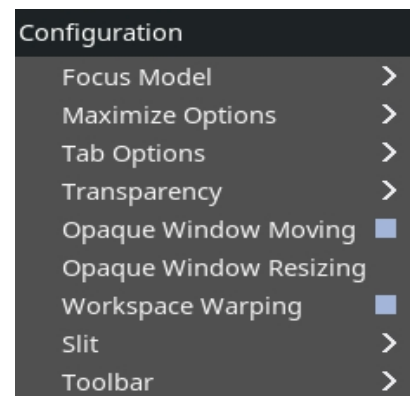 Configuration
Focus Model
Maximize Options
Tab Options
Transparency
Opaque Window Moving
Opaque Window Resizing
Workspace Warping
Slit
Toolbar